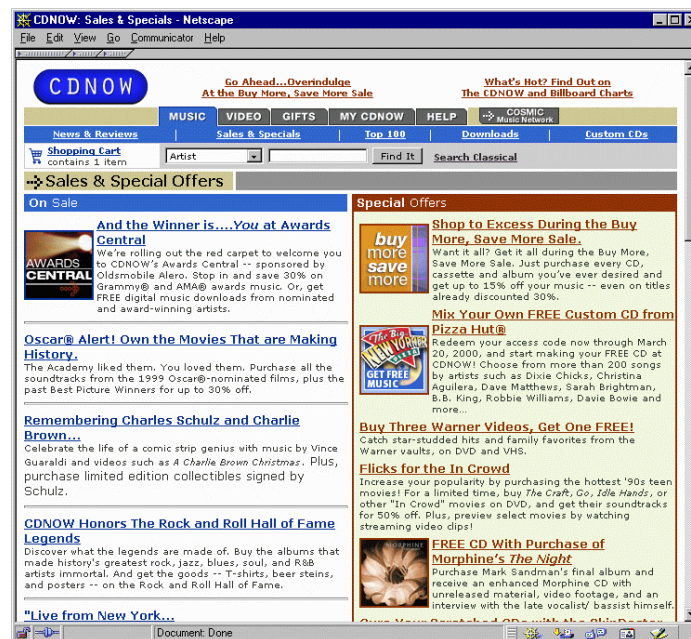 CDNOW: Sales & Specials - Netscape
File Edit View Go Communicator Help
CDNOW
Go Ahead...Overindulge
At the Buy More, Save More Sale
What's Hot? Find Out on
The CDNOW and Billboard Charts
MUSIC VIDEO GIFTS MY CDNOW HELP COSMIC
Music Network
News & Reviews | Sales & Specials | Top 100 | Downloads | Custom CDs
Shopping Cart
contains 1 item
Artist Find It Search Classical
Sales & Special Offers
On Sale
AWARDS
CENTRAL
And the Winner is....You at Awards
Central
We're rolling out the red carpet to welcome you
to CDNOW's Awards Central -- sponsored by
Oldsmobile Alero. Stop in and save 30% on
Grammy® and AMA® awards music. Or, get
FREE digital music downloads from nominated
and award-winning artists.
Oscar® Alert! Own the Movies That are Making
History.
The Academy liked them. You loved them. Purchase all the
soundtracks from the 1999 Oscar®-nominated films, plus the
past Best Picture Winners for up to 30% off.
Remembering Charles Schulz and Charlie
Brown...
Celebrate the life of a comic strip genius with music by Vince
Guaraldi and videos such as A Charlie Brown Christmas. Plus,
purchase limited edition collectibles signed by
Schulz.
CDNOW Honors The Rock and Roll Hall of Fame
Legends
Discover what the legends are made of. Buy the albums that
made history's greatest rock, jazz, blues, soul, and R&B
artists immortal. And get the goods -- T-shirts, beer steins,
and posters -- on the Rock and Roll Hall of Fame.
"Live from New York...
Special Offers
buy
more
save
more
Shop to Excess During the Buy
More, Save More Sale.
Want it all? Get it all during the Buy More,
Save More Sale. Just purchase every CD,
cassette and album you've ever desired and
get up to 15% off your music -- even on titles
already discounted 30%.
The Big
NEW YORKER
PIZZA
GET FREE
MUSIC
Mix Your Own FREE Custom CD from
Pizza Hut®
Redeem your access code now through March
20, 2000, and start making your FREE CD at
CDNOW! Choose from more than 200 songs
by artists such as Dixie Chicks, Christina
Aguilera, Dave Matthews, Sarah Brightman,
B.B. King, Robbie Williams, Davie Bowie and
more...
Buy Three Warner Videos, Get One FREE!
Catch star-studded hits and family favorites from the
Warner vaults, on DVD and VHS.
Flicks for the In Crowd
Increase your popularity by purchasing the hottest '90s teen
movies! For a limited time, buy The Craft, Go, Idle Hands, or
other "In Crowd" movies on DVD, and get their soundtracks
for 50% off. Plus, preview select movies by watching
streaming video clips!
MORPHINE
FREE CD With Purchase of
Morphine's The Night
Purchase Mark Sandman's final album and
receive an enhanced Morphine CD with
unreleased material, video footage, and an
interview with the late vocalist/ bassist himself.
Cure Your Scratched CDs with the SkipDoctor
Document: Done